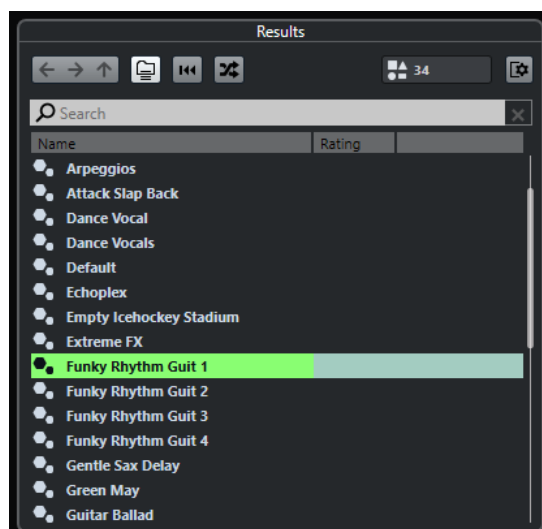 Results
34
Search
Name Rating
Arpeggios
Attack Slap Back
Dance Vocal
Dance Vocals
Default
Echoplex
Empty Icehockey Stadium
Extreme FX
Funky Rhythm Guit 1
Funky Rhythm Guit 2
Funky Rhythm Guit 3
Funky Rhythm Guit 4
Gentle Sax Delay
Green May
Guitar Ballad